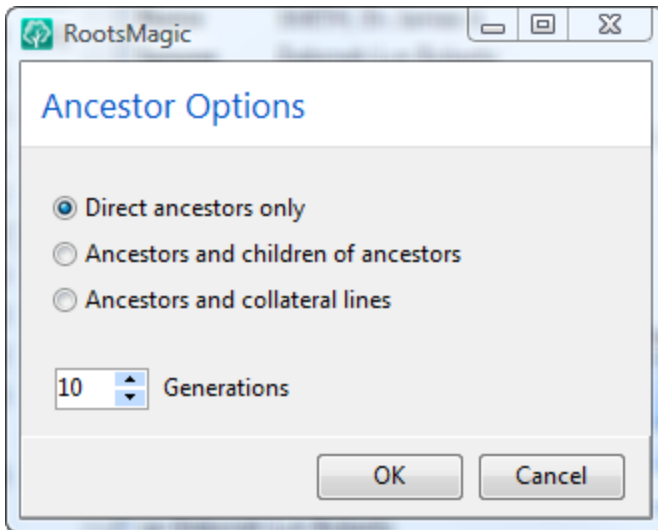 RootsMagic
Ancestor Options
Direct ancestors only
Ancestors and children of ancestors
Ancestors and collateral lines
10 Generations
OK Cancel